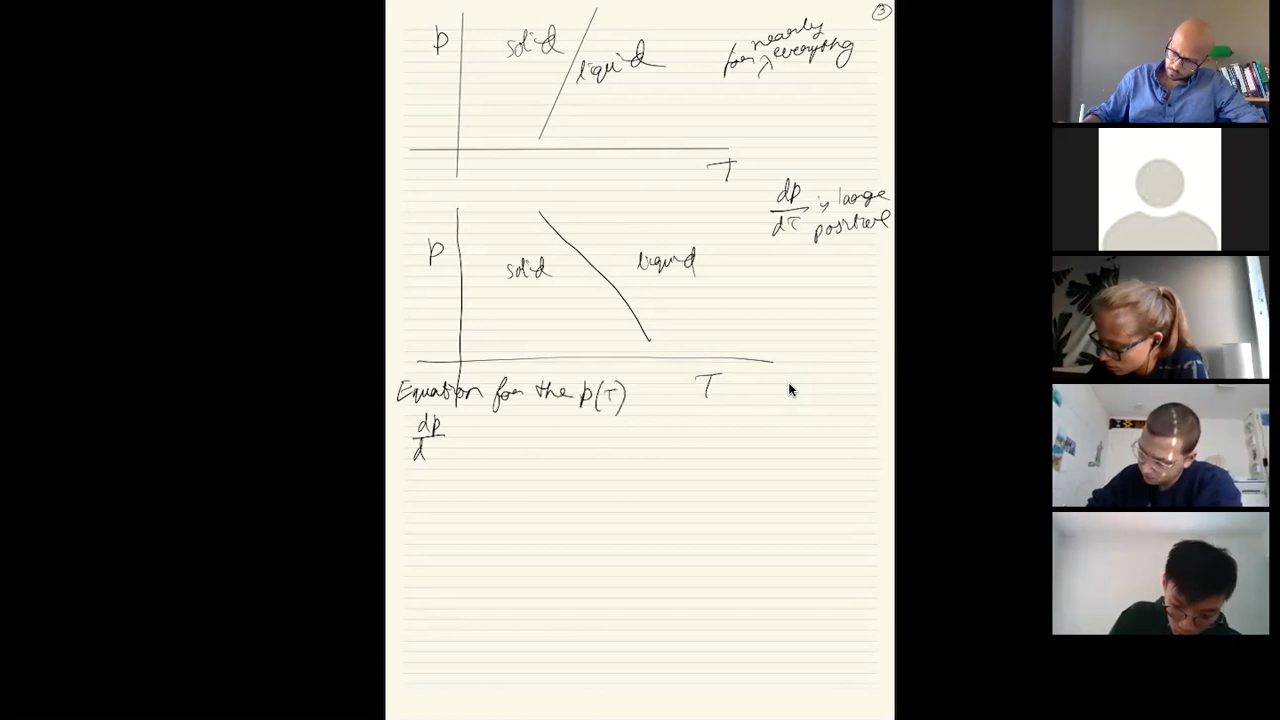 3
p
solid
liquid
for nearly everything
T
dp
dT
is large
positive
p
solid
liquid
Equation for the p(T)
T
dp
d